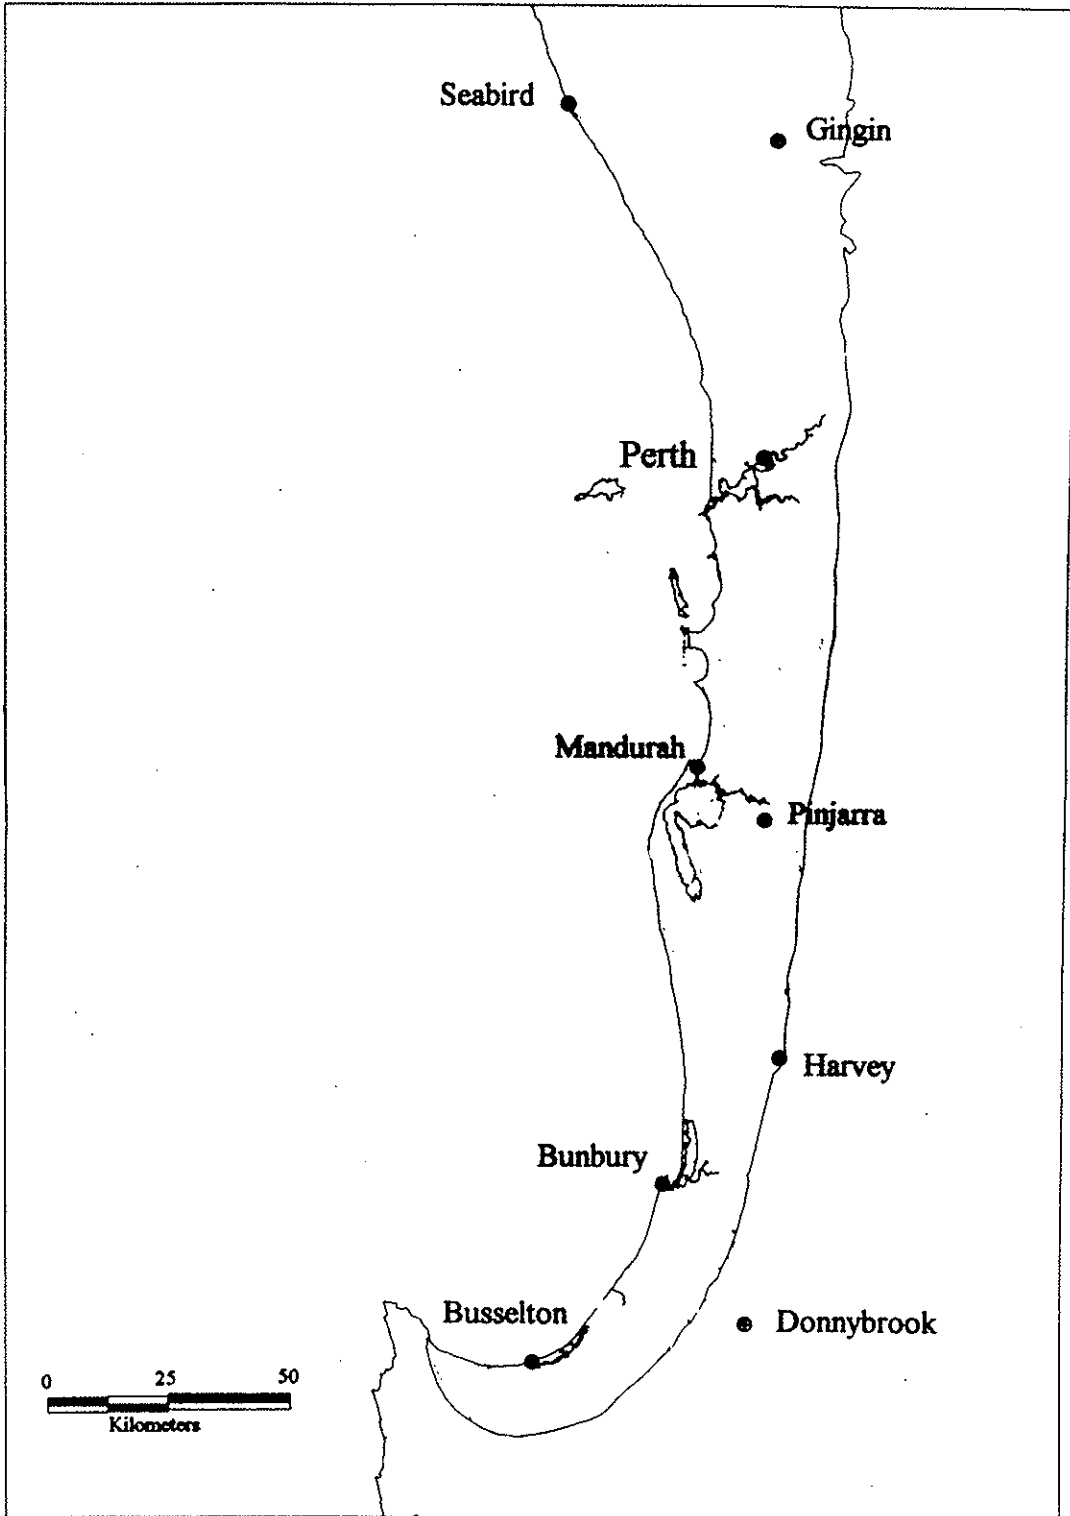 Seabird
Gingin
Perth
Mandurah
Pinjarra
Harvey
Bunbury
Busselton
Donnybrook
0 25 50
Kilometers